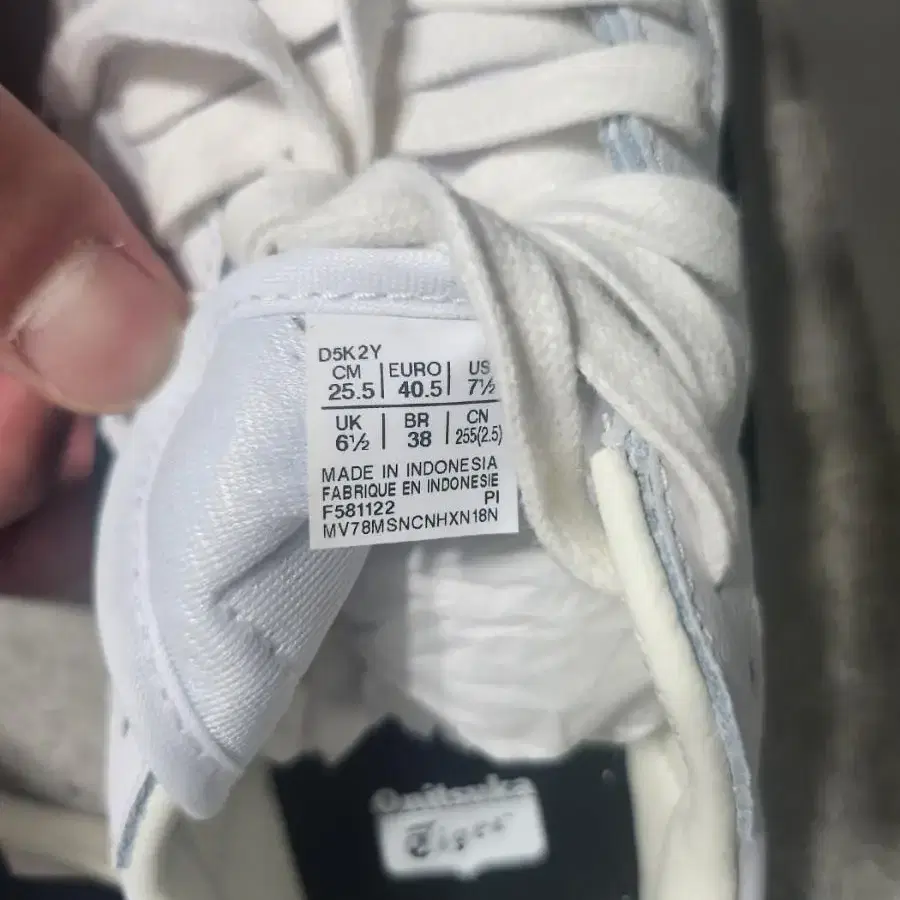 D5K2Y
CM EURO US
25.5 40.5 7½
UK BR CN
6½ 38 255(2.5)
MADE IN INDONESIA
FABRIQUE EN INDONESIE
F581122 PI
MV78MSNCNHXN18N
Onitsuka
Tiger